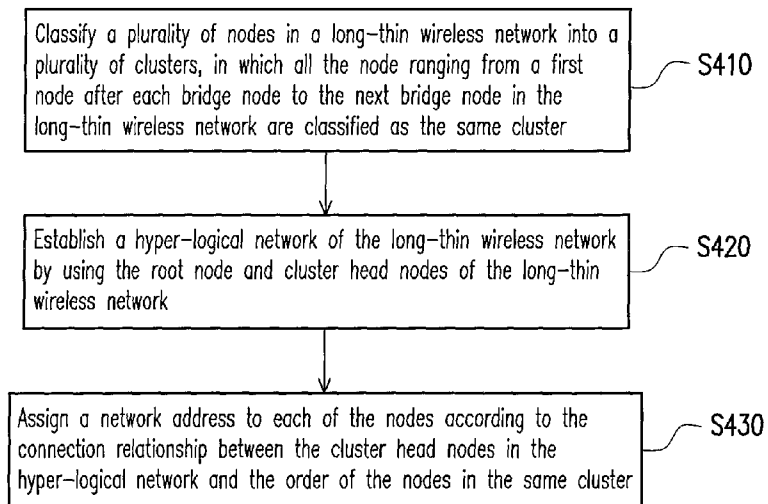 Classify a plurality of nodes in a long-thin wireless network into a
plurality of clusters, in which all the node ranging from a first
node after each bridge node to the next bridge node in the
long-thin wireless network are classified as the same cluster
S410
Establish a hyper-logical network of the long-thin wireless network
by using the root node and cluster head nodes of the long-thin
wireless network
S420
Assign a network address to each of the nodes according to the
connection relationship between the cluster head nodes in the
hyper-logical network and the order of the nodes in the same cluster
S430